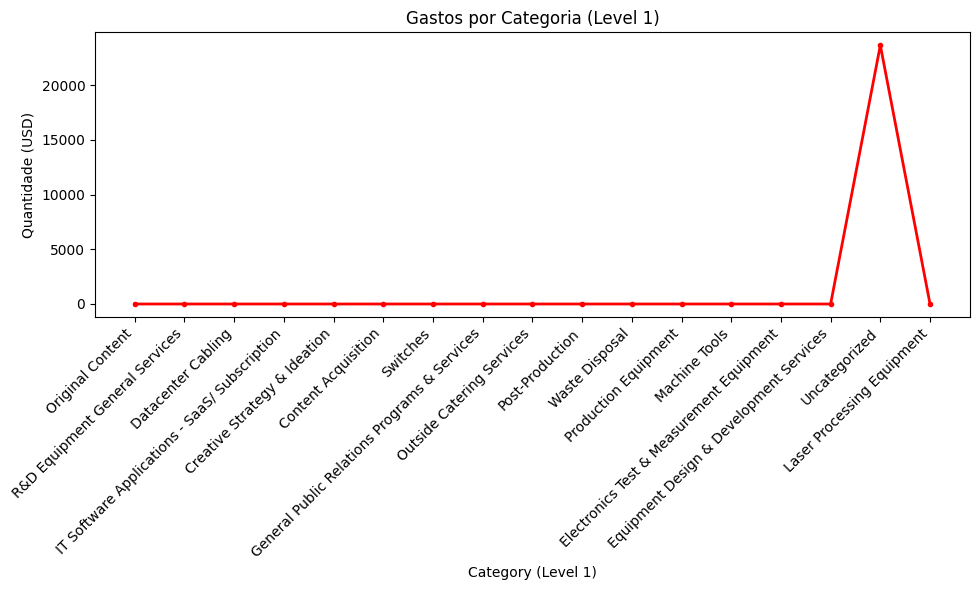 Gastos por Categoria (Level 1)
Quantidade (USD)
20000
15000
10000
5000
0
Original Content
R&D Equipment General Services
Datacenter Cabling
IT Software Applications - SaaS/ Subscription
Creative Strategy & Ideation
Content Acquisition
Switches
General Public Relations Programs & Services
Outside Catering Services
Post-Production
Waste Disposal
Production Equipment
Machine Tools
Electronics Test & Measurement Equipment
Equipment Design & Development Services
Uncategorized
Laser Processing Equipment
Category (Level 1)